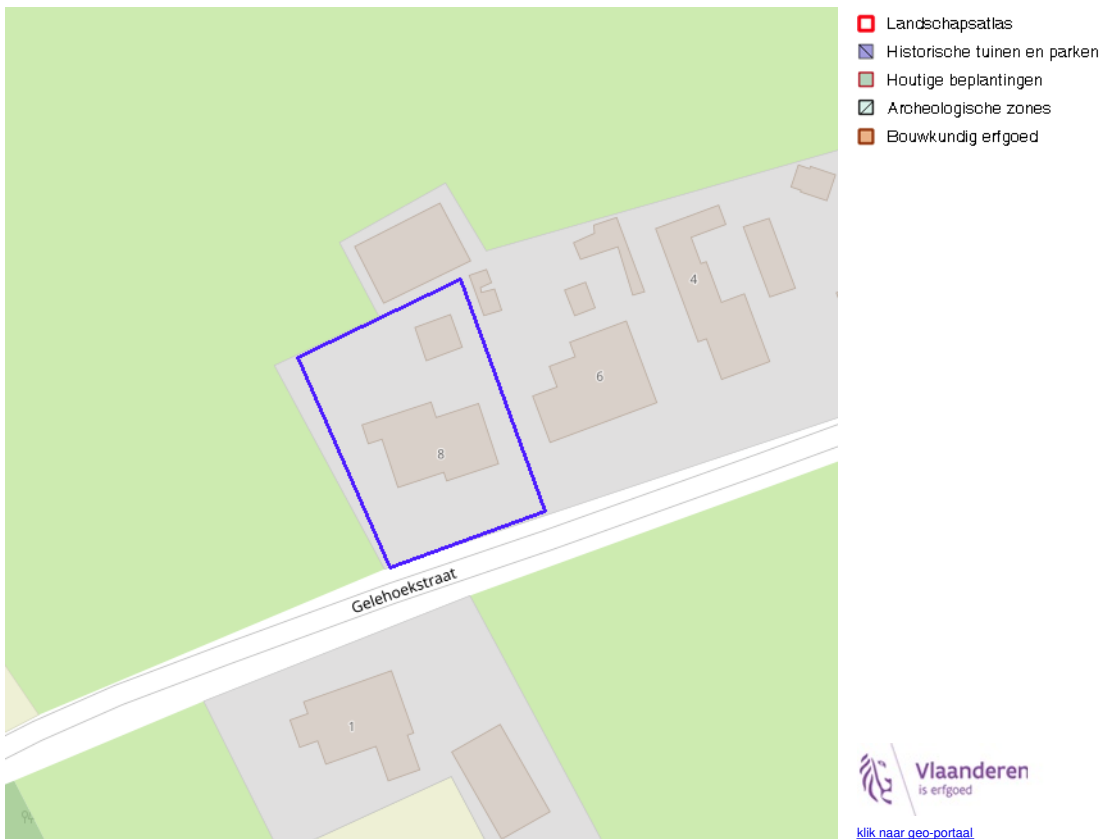 Landschapsatlas
Historische tuinen en parken
Houtige beplantingen
Archeologische zones
Bouwkundig erfgoed
4
6
8
Gelehoekstraat
1
Vlaanderen
is erfgoed
klik naar geo-portaal